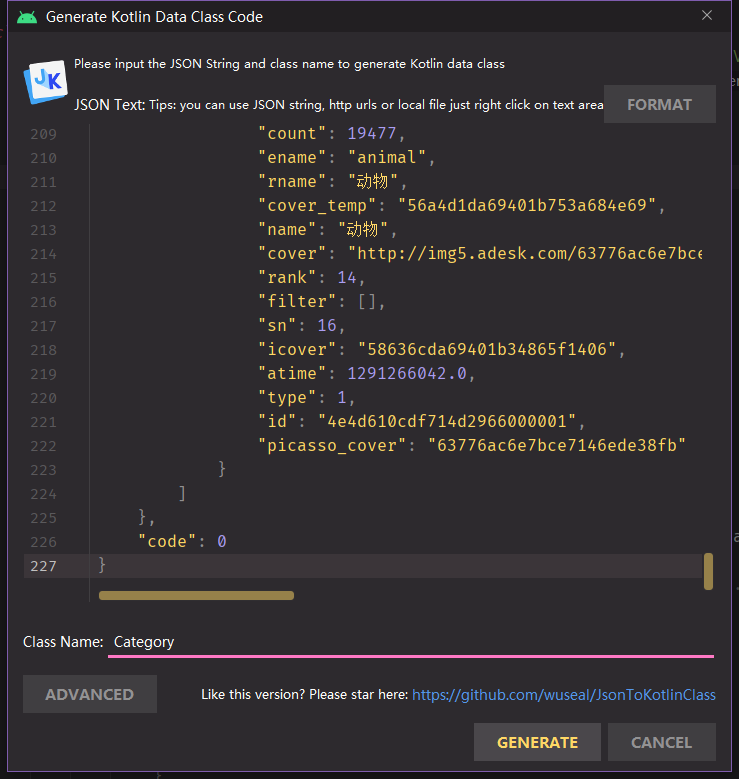 Generate Kotlin Data Class Code
JK
Please input the JSON String and class name to generate Kotlin data class
JSON Text: Tips: you can use JSON string, http urls or local file just right click on text area
FORMAT
209 "count": 19477,
210 "ename": "animal",
211 "rname": "动物",
212 "cover_temp": "56a4d1da69401b753a684e69",
213 "name": "动物",
214 "cover": "http://img5.adesk.com/63776ac6e7bce
215 "rank": 14,
216 "filter": [],
217 "sn": 16,
218 "icover": "58636cda69401b34865f1406",
219 "atime": 1291266042.0,
220 "type": 1,
221 "id": "4e4d610cdf714d2966000001",
222 "picasso_cover": "63776ac6e7bce7146ede38fb"
223 }
224 ]
225 },
226 "code": 0
227 }
Class Name: Category
ADVANCED
Like this version? Please star here: https://github.com/wuseal/JsonToKotlinClass
GENERATE
CANCEL